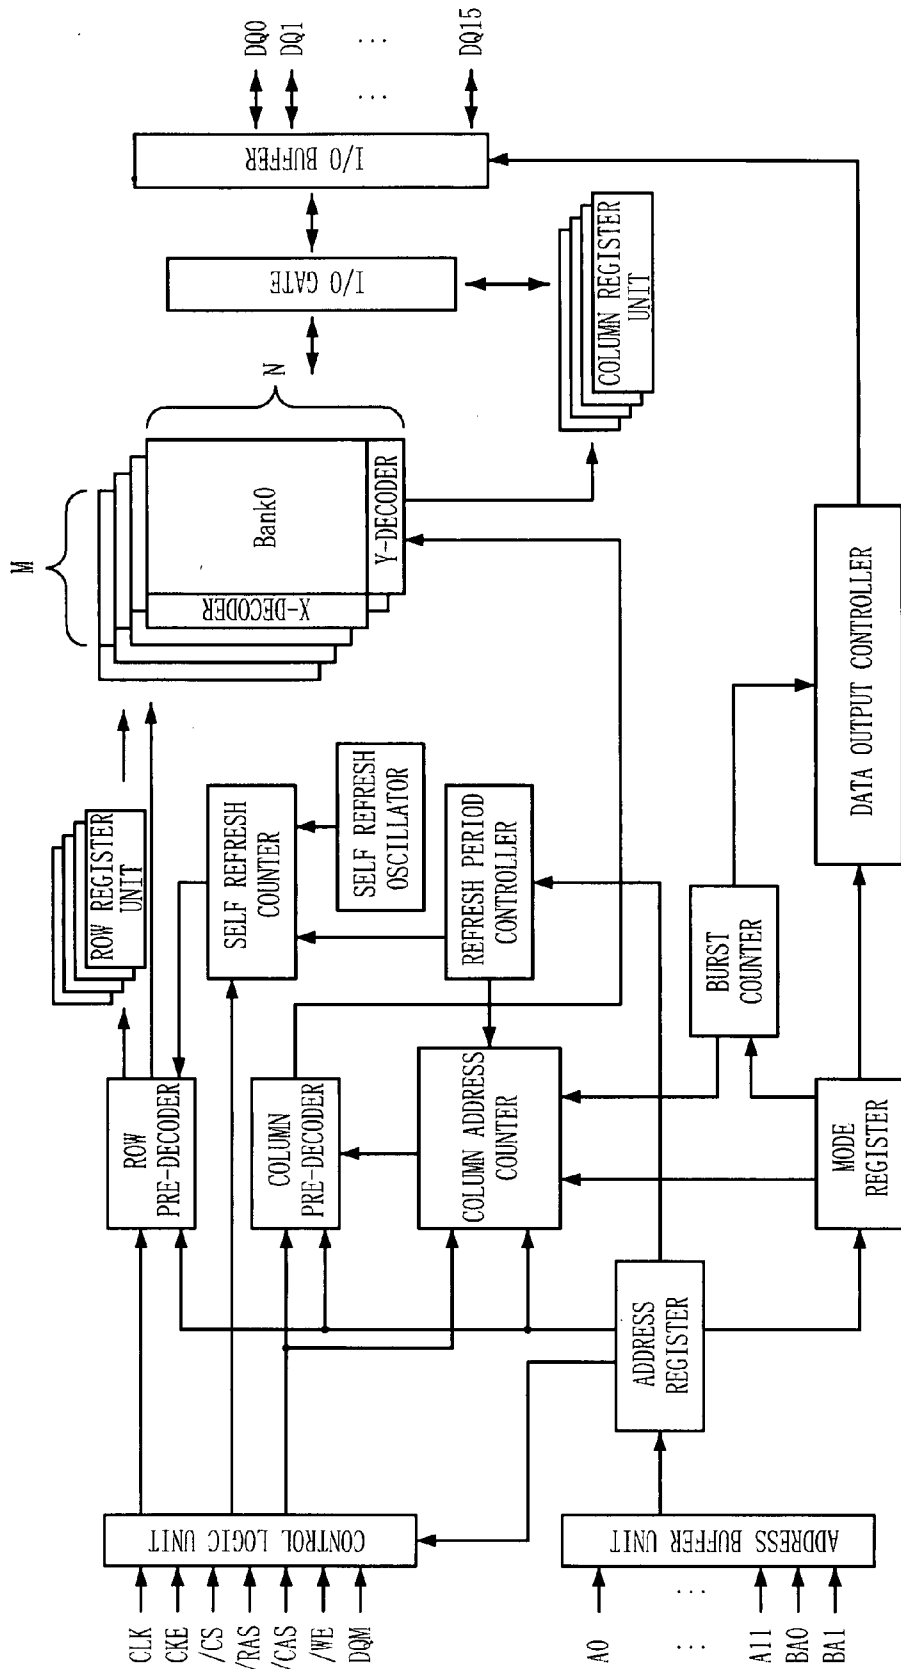 CLK
CKE
/CS
/RAS
/CAS
/WE
DQM
CONTROL LOGIC UNIT
A0
...
A11
BA0
BA1
ADDRESS BUFFER UNIT
ADDRESS
REGISTER
ROW
PRE-DECODER
COLUMN
PRE-DECODER
COLUMN ADDRESS
COUNTER
MODE
REGISTER
ROW REGISTER
UNIT
SELF REFRESH
COUNTER
SELF REFRESH
OSCILLATOR
REFRESH PERIOD
CONTROLLER
BURST
COUNTER
DATA OUTPUT CONTROLLER
M
N
Bank0
X-DECODER
Y-DECODER
COLUMN REGISTER
UNIT
I/O GATE
I/O BUFFER
DQ0
DQ1
...
...
DQ15